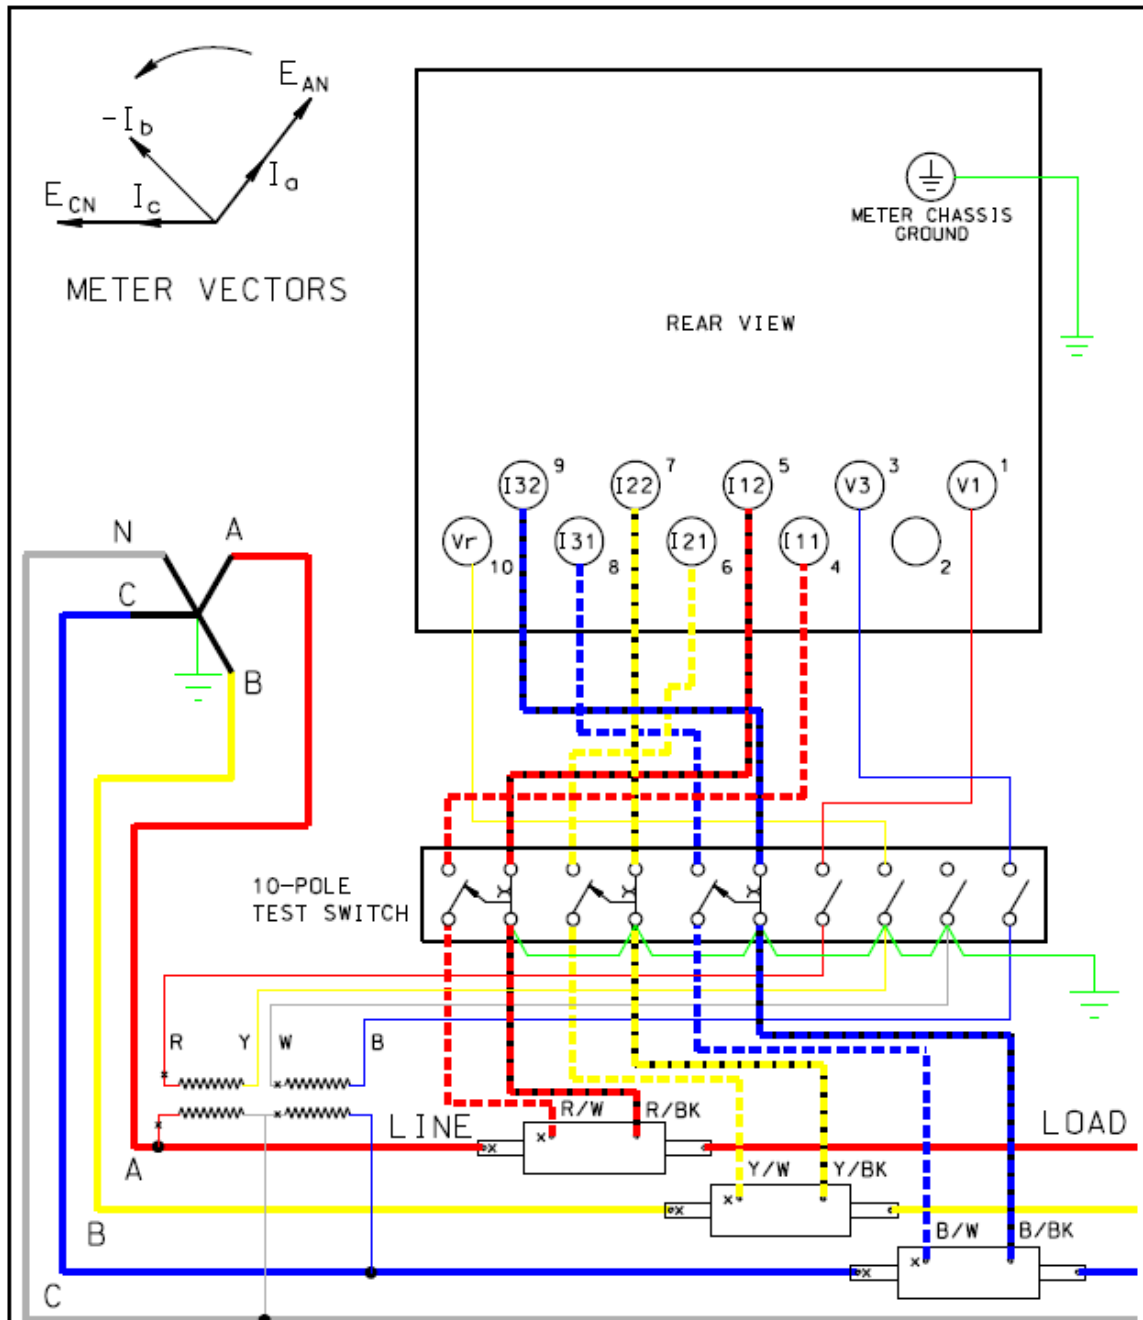 E AN
-I b
I a
E CN
I c
METER VECTORS
METER CHASSIS
GROUND
REAR VIEW
I32 9
I22 7
I12 5
V3 3
V1 1
Vr 10
I31 8
I21 6
I11 4
2
N
A
C
B
10-POLE
TEST SWITCH
R Y W B
LINE
R/W R/BK
LOAD
A
Y/W Y/BK
B
B/W B/BK
C